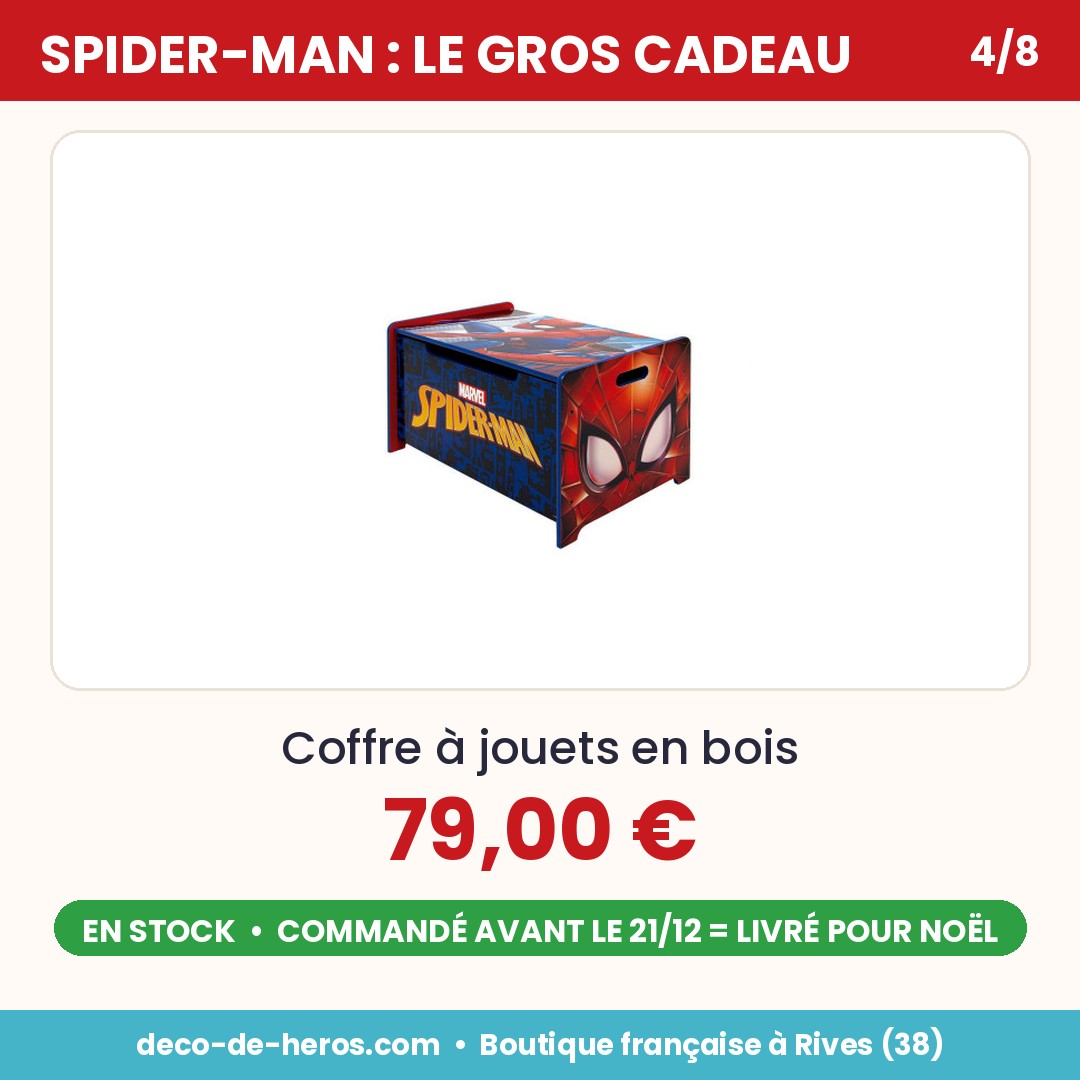 SPIDER-MAN : LE GROS CADEAU
4/8
MARVEL
SPIDER-MAN
Coffre à jouets en bois
79,00 €
EN STOCK • COMMANDÉ AVANT LE 21/12 = LIVRÉ POUR NOËL
deco-de-heros.com • Boutique française à Rives (38)